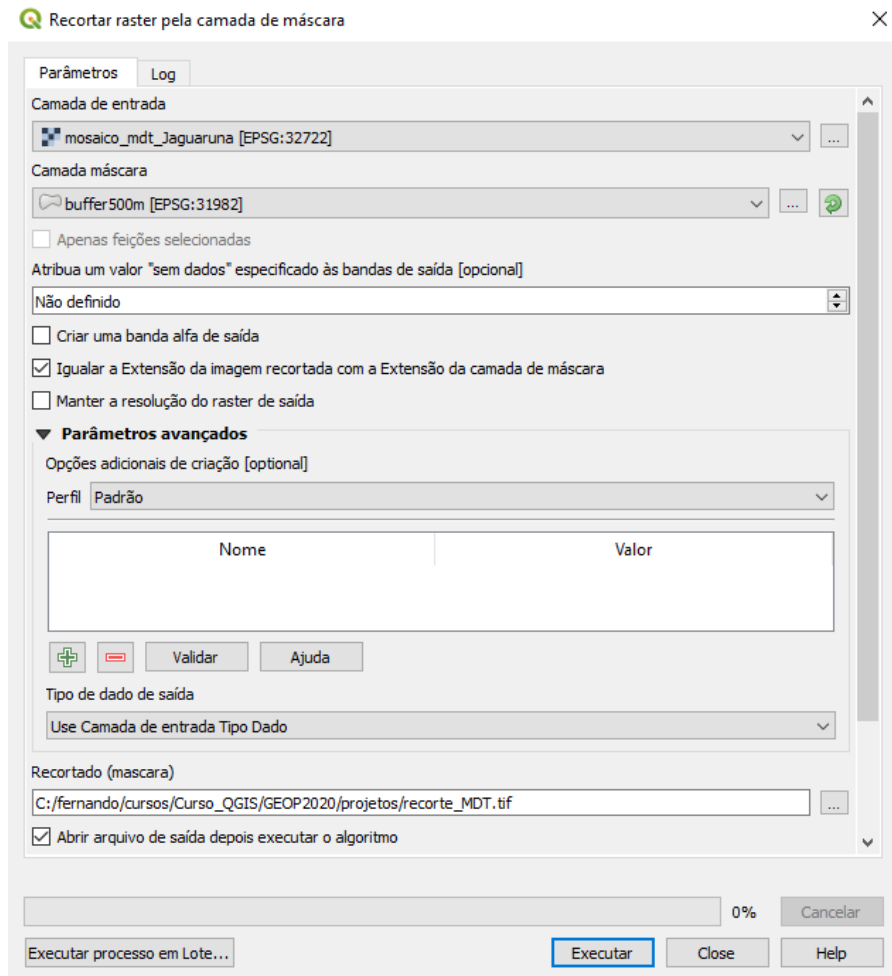 Recortar raster pela camada de máscara
Parâmetros
Log
Camada de entrada
mosaico_mdt_Jaguaruna [EPSG:32722]
...
Camada máscara
buffer500m [EPSG:31982]
...
Apenas feições selecionadas
Atribua um valor "sem dados" especificado às bandas de saída [opcional]
Não definido
Criar uma banda alfa de saída
Igualar a Extensão da imagem recortada com a Extensão da camada de máscara
Manter a resolução do raster de saída
Parâmetros avançados
Opções adicionais de criação [optional]
Perfil Padrão
Nome Valor
Validar Ajuda
Tipo de dado de saída
Use Camada de entrada Tipo Dado
Recortado (mascara)
C:/fernando/cursos/Curso_QGIS/GEOP2020/projetos/recorte_MDT.tif
...
Abrir arquivo de saída depois executar o algoritmo
0% Cancelar
Executar processo em Lote... Executar Close Help